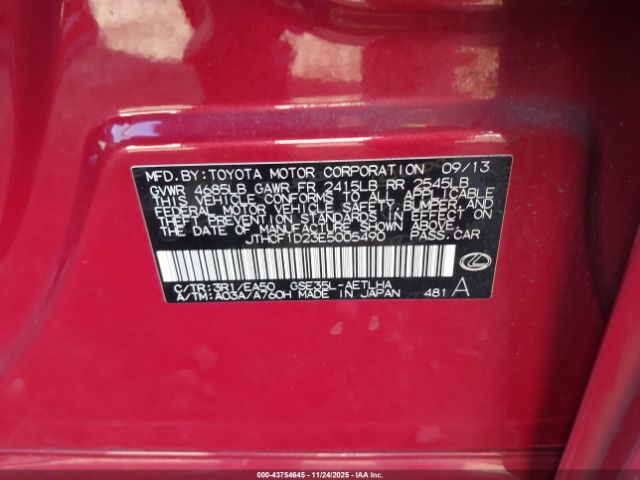 MFD.BY:TOYOTA MOTOR CORPORATION 09/13
GVWR 4685LB GAWR FR 2415LB RR 2545LB
THIS VEHICLE CONFORMS TO ALL APPLICABLE
FEDERAL MOTOR VEHICLE SAFETY, BUMPER, AND
THEFT PREVENTION STANDARDS IN EFFECT ON
THE DATE OF MANUFACTURE SHOWN ABOVE.
JTHCF1D23E5005490 PASS.CAR
C/TR:3R1/EA50 GSE35L-AETLHA
A/TM:A03A/A760H MADE IN JAPAN 481 A
000-43754645 - 11/24/2025 - IAAI.COM